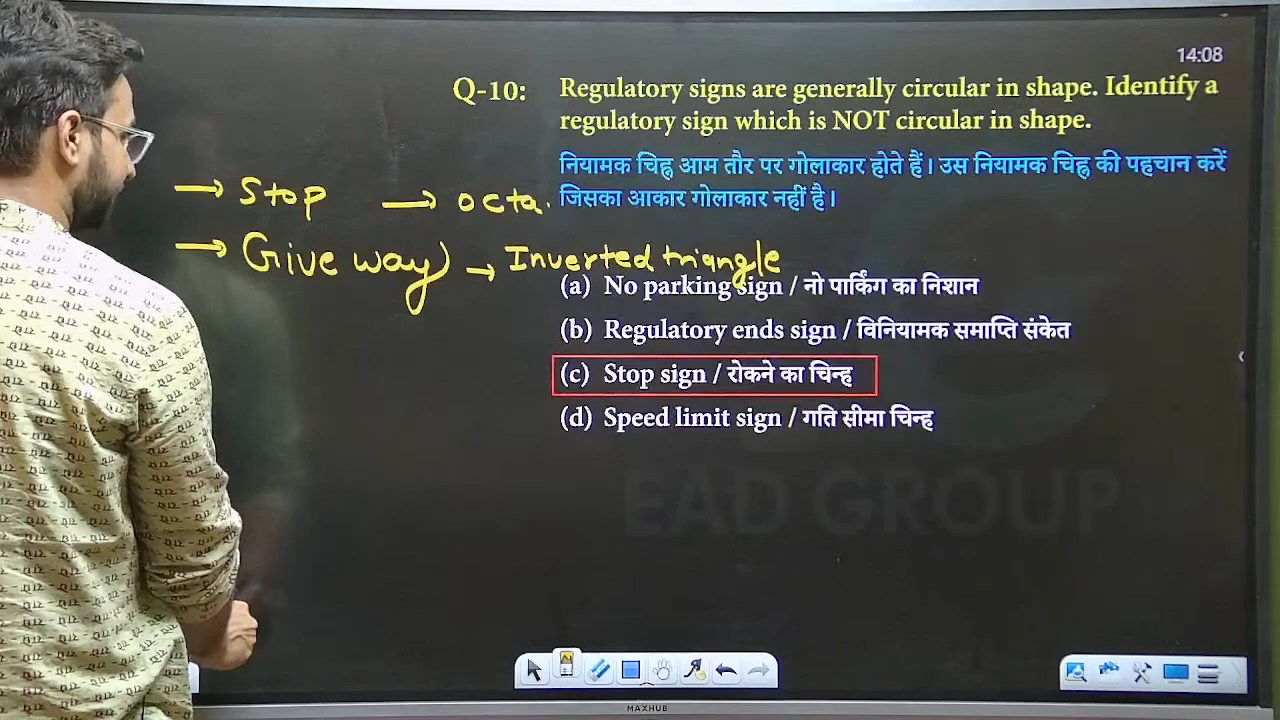 14:08
Q-10: Regulatory signs are generally circular in shape. Identify a
regulatory sign which is NOT circular in shape.
नियामक चिह्न आम तौर पर गोलाकार होते हैं। उस नियामक चिह्न की पहचान करें
जिसका आकार गोलाकार नहीं है।
→ Stop → octa.
→ Give way → Inverted triangle
(a) No parking sign / नो पार्किंग का निशान
(b) Regulatory ends sign / विनियामक समाप्ति संकेत
(c) Stop sign / रोकने का चिन्ह
(d) Speed limit sign / गति सीमा चिन्ह
EAD GROUP
MAXHUB